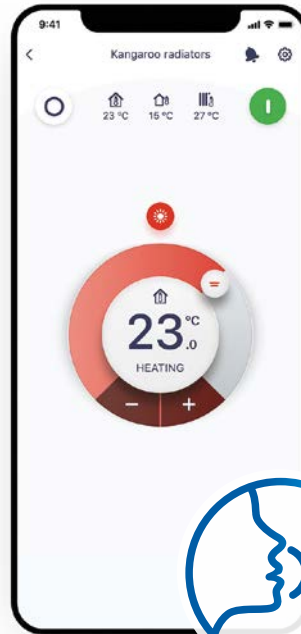 9:41
Kangaroo radiators
23 °C 15 °C 27 °C
23.0 °C
HEATING
− +